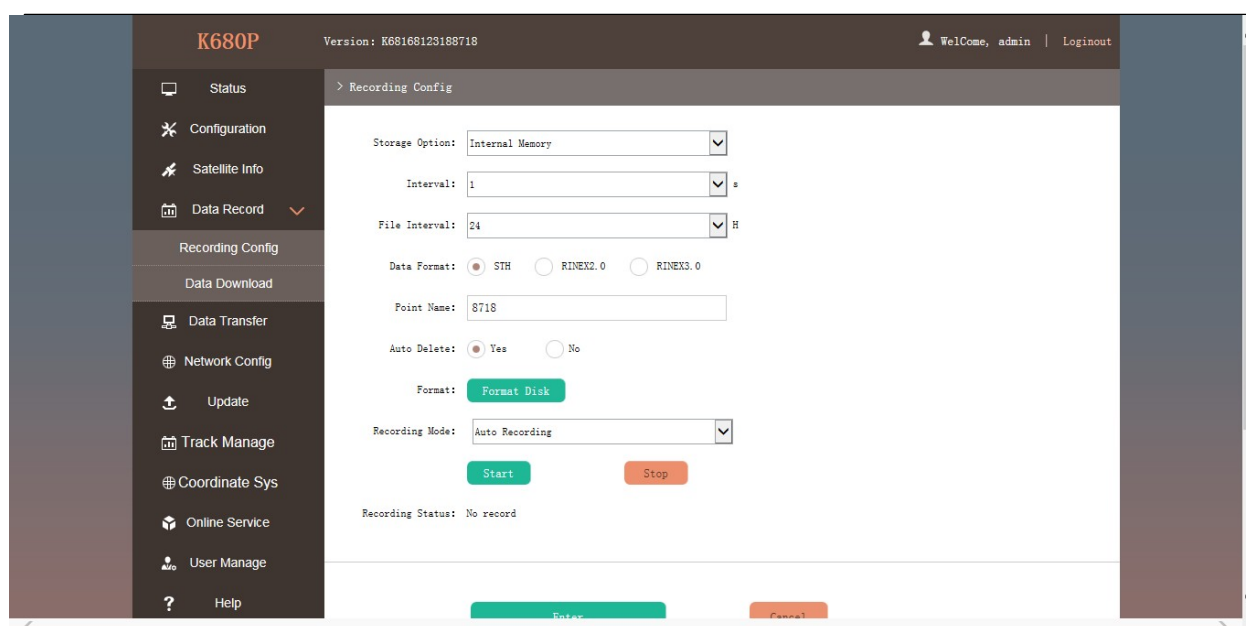 K680P
Version: K68168123188718
WelCome, admin | Loginout
Status
Configuration
Satellite Info
Data Record
Recording Config
Data Download
Data Transfer
Network Config
Update
Track Manage
Coordinate Sys
Online Service
User Manage
? Help
> Recording Config
Storage Option: Internal Memory
Interval: 1 s
File Interval: 24 H
Data Format: STH RINEX2.0 RINEX3.0
Point Name: 8718
Auto Delete: Yes No
Format: Format Disk
Recording Mode: Auto Recording
Start Stop
Recording Status: No record
Enter Cancel